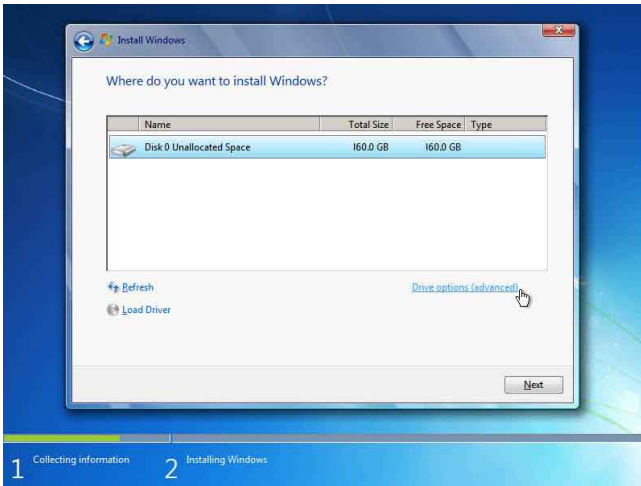 Install Windows
Where do you want to install Windows?
Name Total Size Free Space Type
Disk 0 Unallocated Space 160.0 GB 160.0 GB
Refresh Drive options (advanced)
Load Driver
Next
1 Collecting information 2 Installing Windows